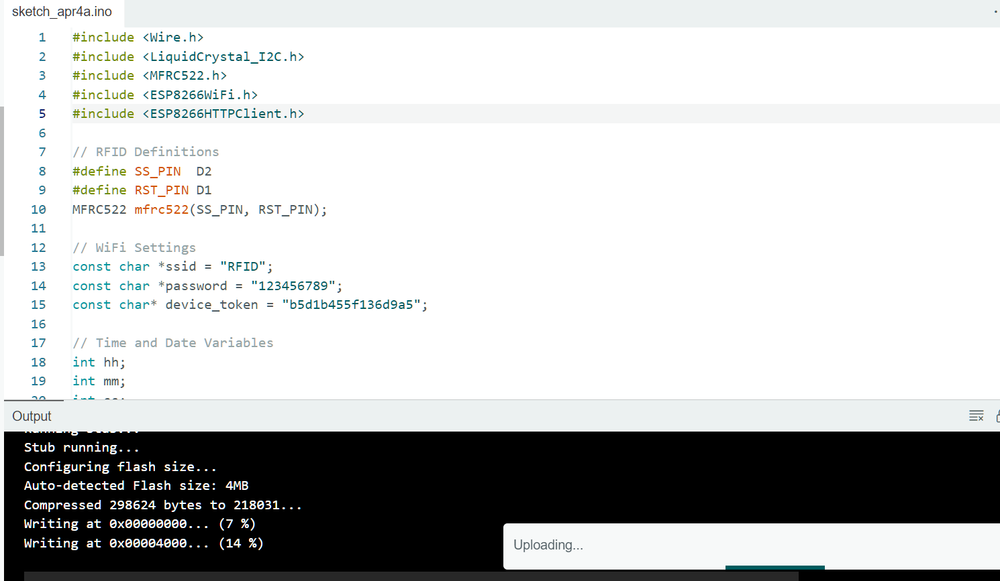 sketch_apr4a.ino
1 #include <Wire.h>
2 #include <LiquidCrystal_I2C.h>
3 #include <MFRC522.h>
4 #include <ESP8266WiFi.h>
5 #include <ESP8266HTTPClient.h>
6
7 // RFID Definitions
8 #define SS_PIN  D2
9 #define RST_PIN D1
10 MFRC522 mfrc522(SS_PIN, RST_PIN);
11
12 // WiFi Settings
13 const char *ssid = "RFID";
14 const char *password = "123456789";
15 const char* device_token = "b5d1b455f136d9a5";
16
17 // Time and Date Variables
18 int hh;
19 int mm;
Output
Stub running...
Configuring flash size...
Auto-detected Flash size: 4MB
Compressed 298624 bytes to 218031...
Writing at 0x00000000... (7 %)
Writing at 0x00004000... (14 %)
Uploading...